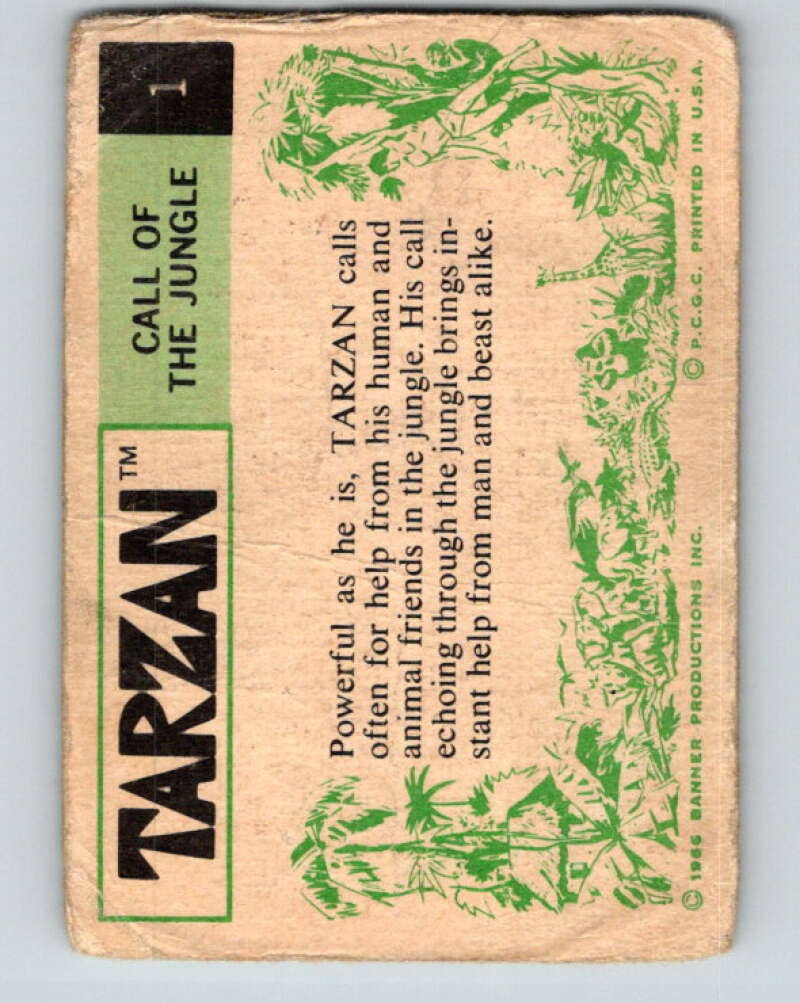 TARZAN™
CALL OF
THE JUNGLE
1
Powerful as he is, TARZAN calls
often for help from his human and
animal friends in the jungle. His call
echoing through the jungle brings in-
stant help from man and beast alike.
© 1966 BANNER PRODUCTIONS INC.
© P.C.G.C. PRINTED IN U.S.A.